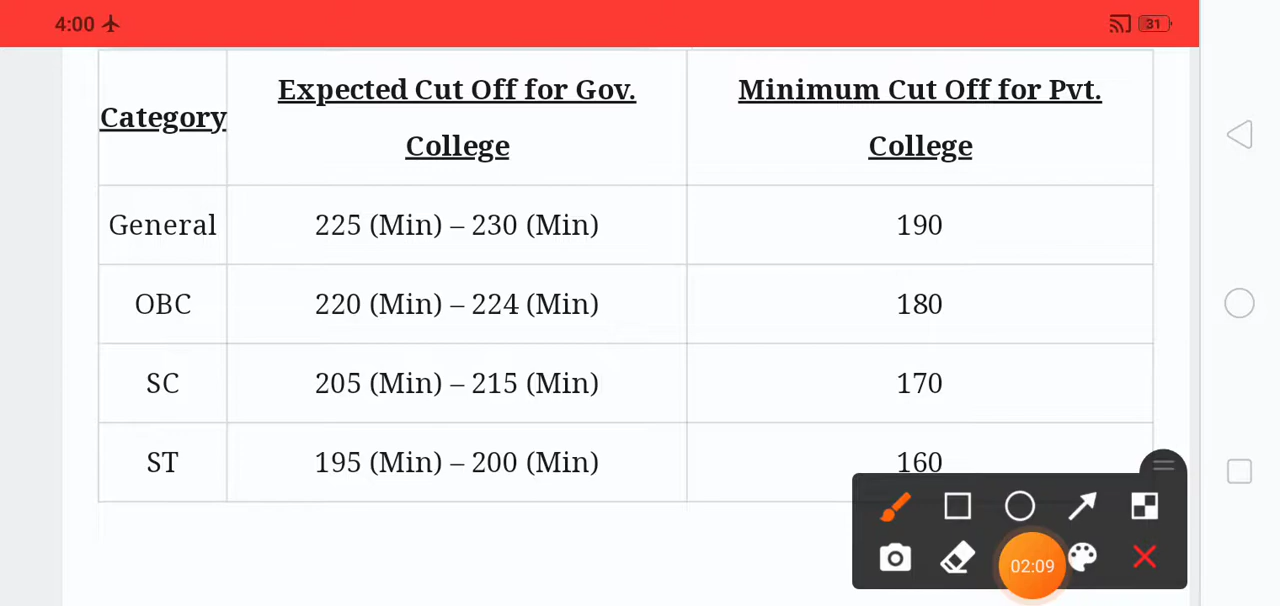 4:00
31
Category
Expected Cut Off for Gov.
College
Minimum Cut Off for Pvt.
College
General 225 (Min) – 230 (Min) 190
OBC 220 (Min) – 224 (Min) 180
SC 205 (Min) – 215 (Min) 170
ST 195 (Min) – 200 (Min) 160
02:09